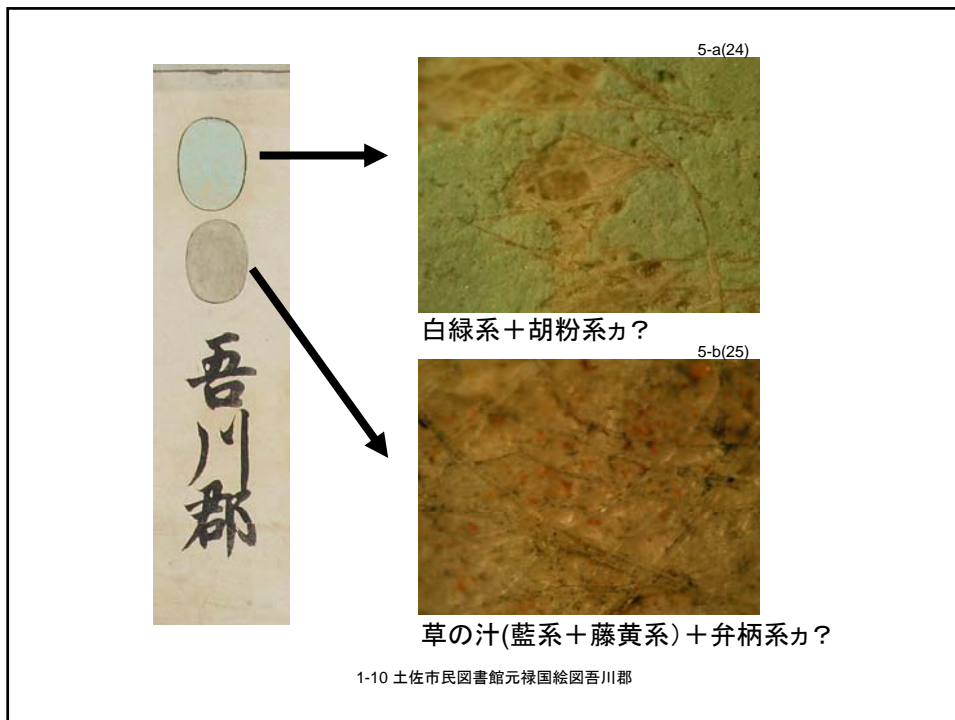 5-a(24)
白緑系＋胡粉系ヵ？
5-b(25)
吾川郡
草の汁(藍系＋藤黄系)＋弁柄系ヵ？
1-10 土佐市民図書館元禄国絵図吾川郡